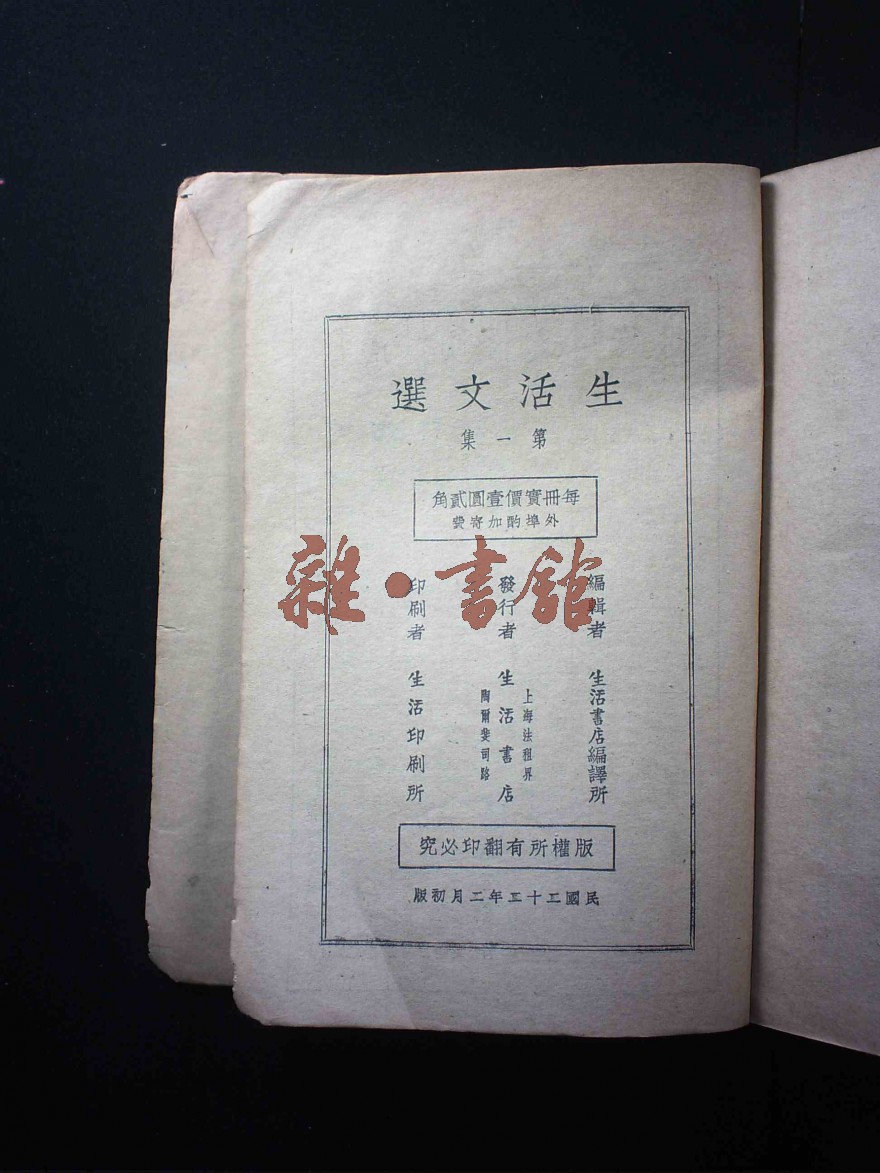 生活文選
第一集
每冊實價壹圓貳角
外埠酌加寄費
雜·書館
編輯者 生活書店編譯所
上海法租界
發行者 生活書店
陶爾斐司路
印刷者 生活印刷所
版權所有翻印必究
民國二十三年二月初版